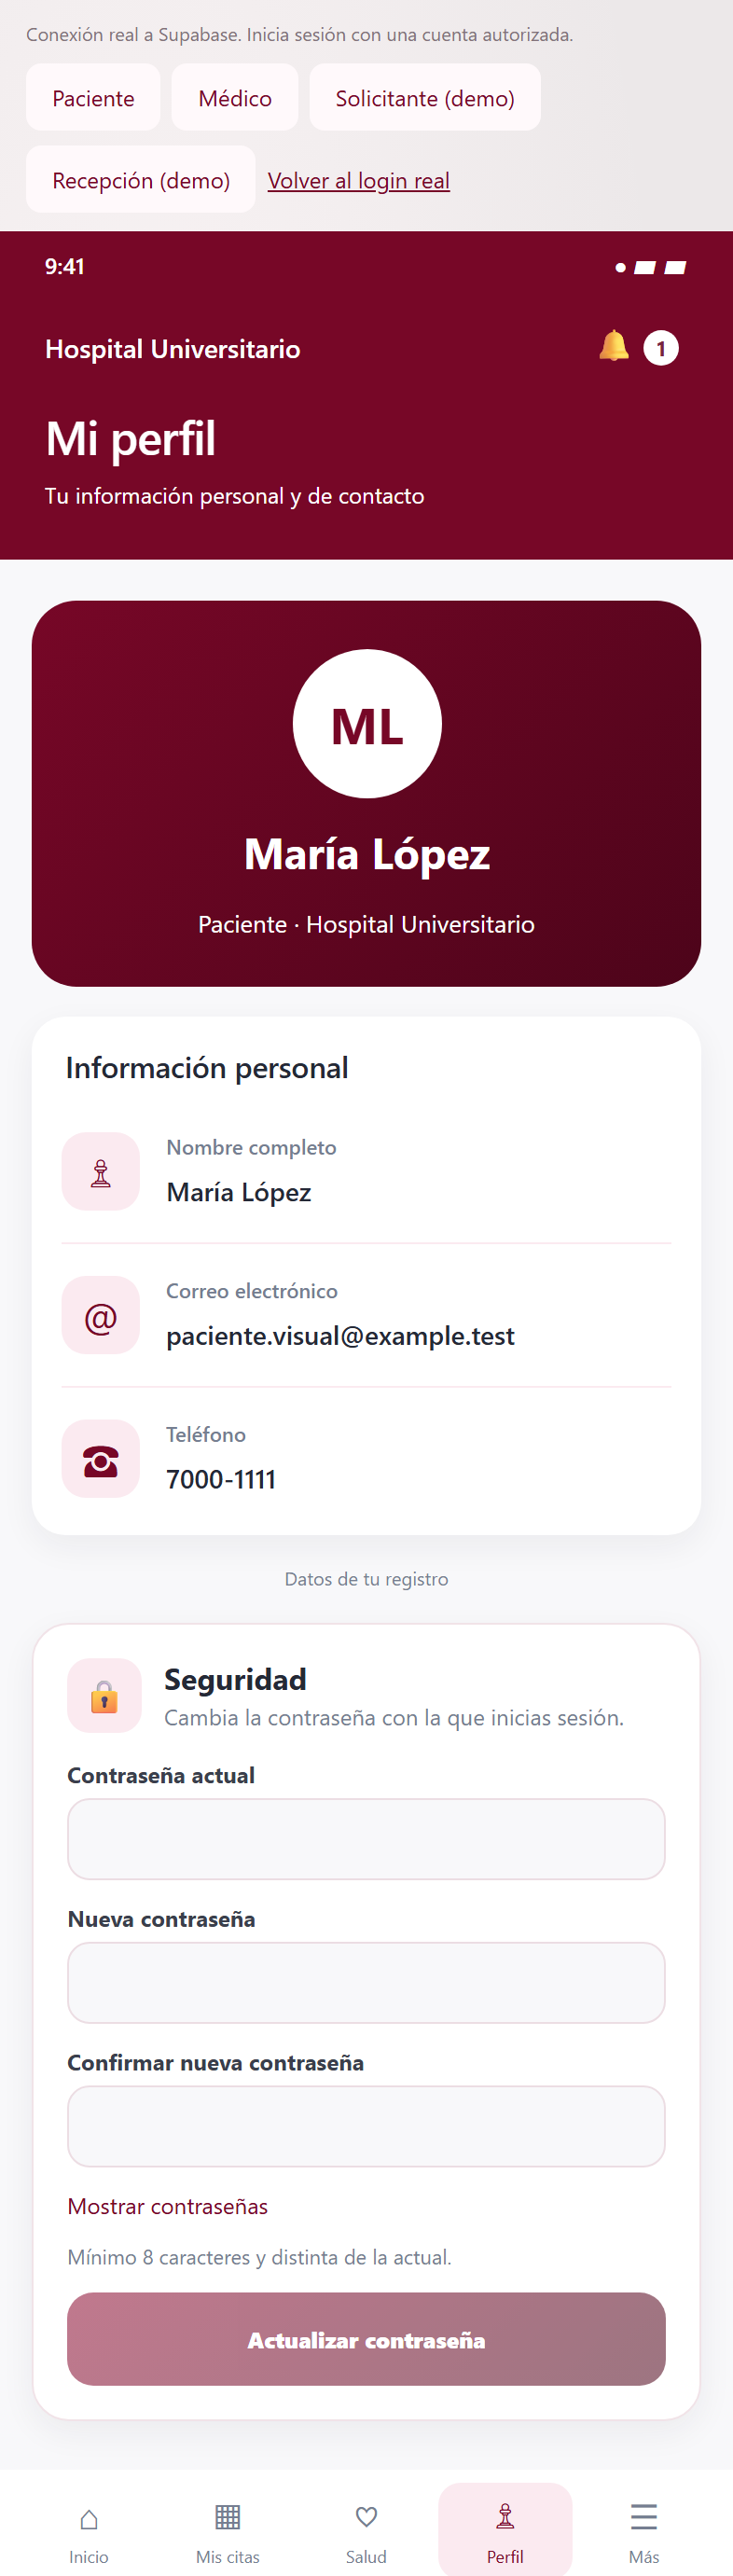 Conexión real a Supabase. Inicia sesión con una cuenta autorizada.
Paciente Médico Solicitante (demo)
Recepción (demo) Volver al login real
9:41
Hospital Universitario 1
Mi perfil
Tu información personal y de contacto
ML
María López
Paciente · Hospital Universitario
Información personal
Nombre completo
María López
@ Correo electrónico
paciente.visual@example.test
Teléfono
7000-1111
Datos de tu registro
Seguridad
Cambia la contraseña con la que inicias sesión.
Contraseña actual
Nueva contraseña
Confirmar nueva contraseña
Mostrar contraseñas
Mínimo 8 caracteres y distinta de la actual.
Actualizar contraseña
Inicio Mis citas Salud Perfil Más